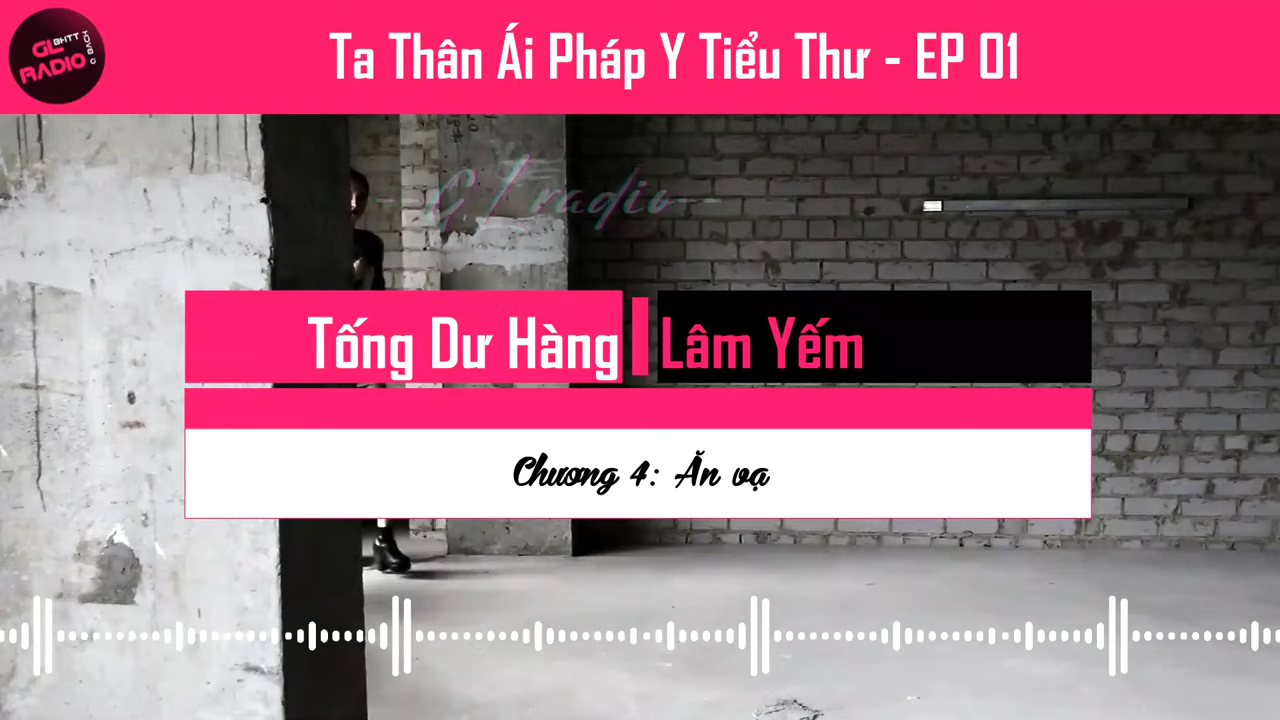 GL BHTT
RADIO
Ta Thân Ái Pháp Y Tiểu Thư - EP 01
GL radio
Tống Dư Hàng
Lâm Yếm
Chương 4: Ăn vạ